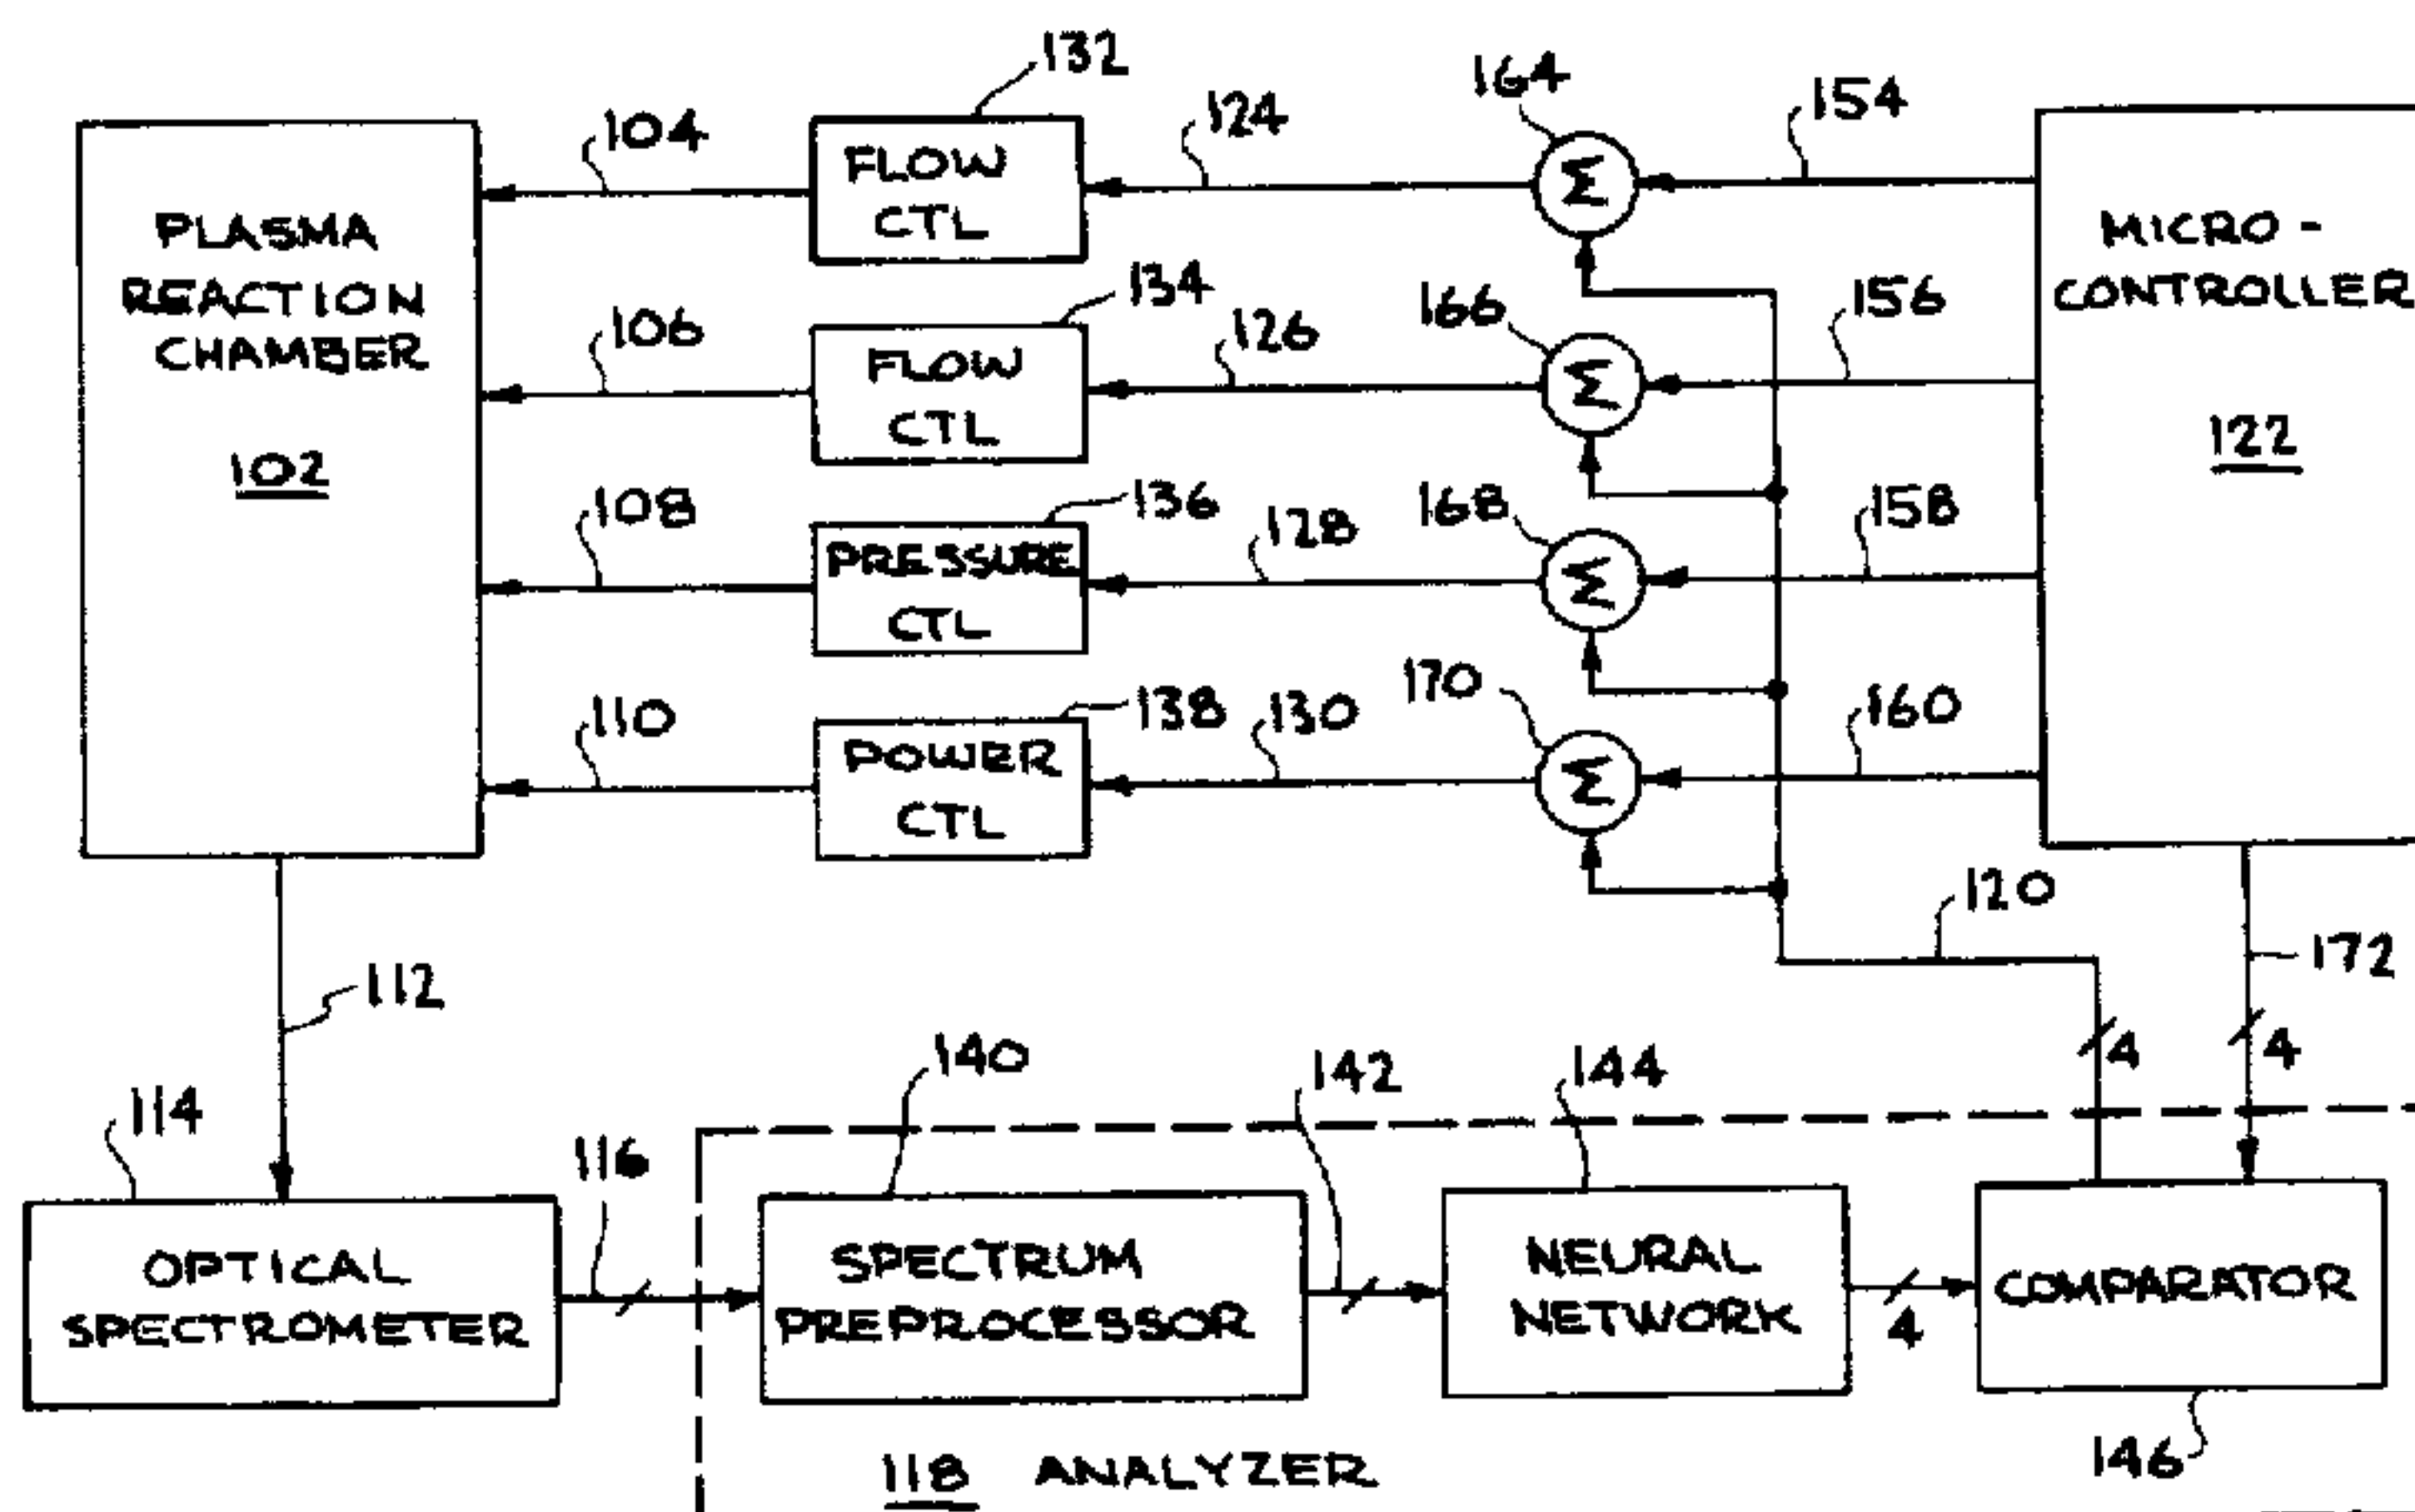 132
164
154
104
124
FLOW
CTL
Σ
PLASMA
REACTION
CHAMBER
102
MICRO-
CONTROLLER
122
134
106
126
166
156
FLOW
CTL
Σ
136
108
128
168
158
PRESSURE
CTL
Σ
138
110
130
170
160
POWER
CTL
Σ
120
172
112
4
4
140
142
144
114
116
OPTICAL
SPECTROMETER
SPECTRUM
PREPROCESSOR
NEURAL
NETWORK
4
COMPARATOR
146
118 ANALYZER